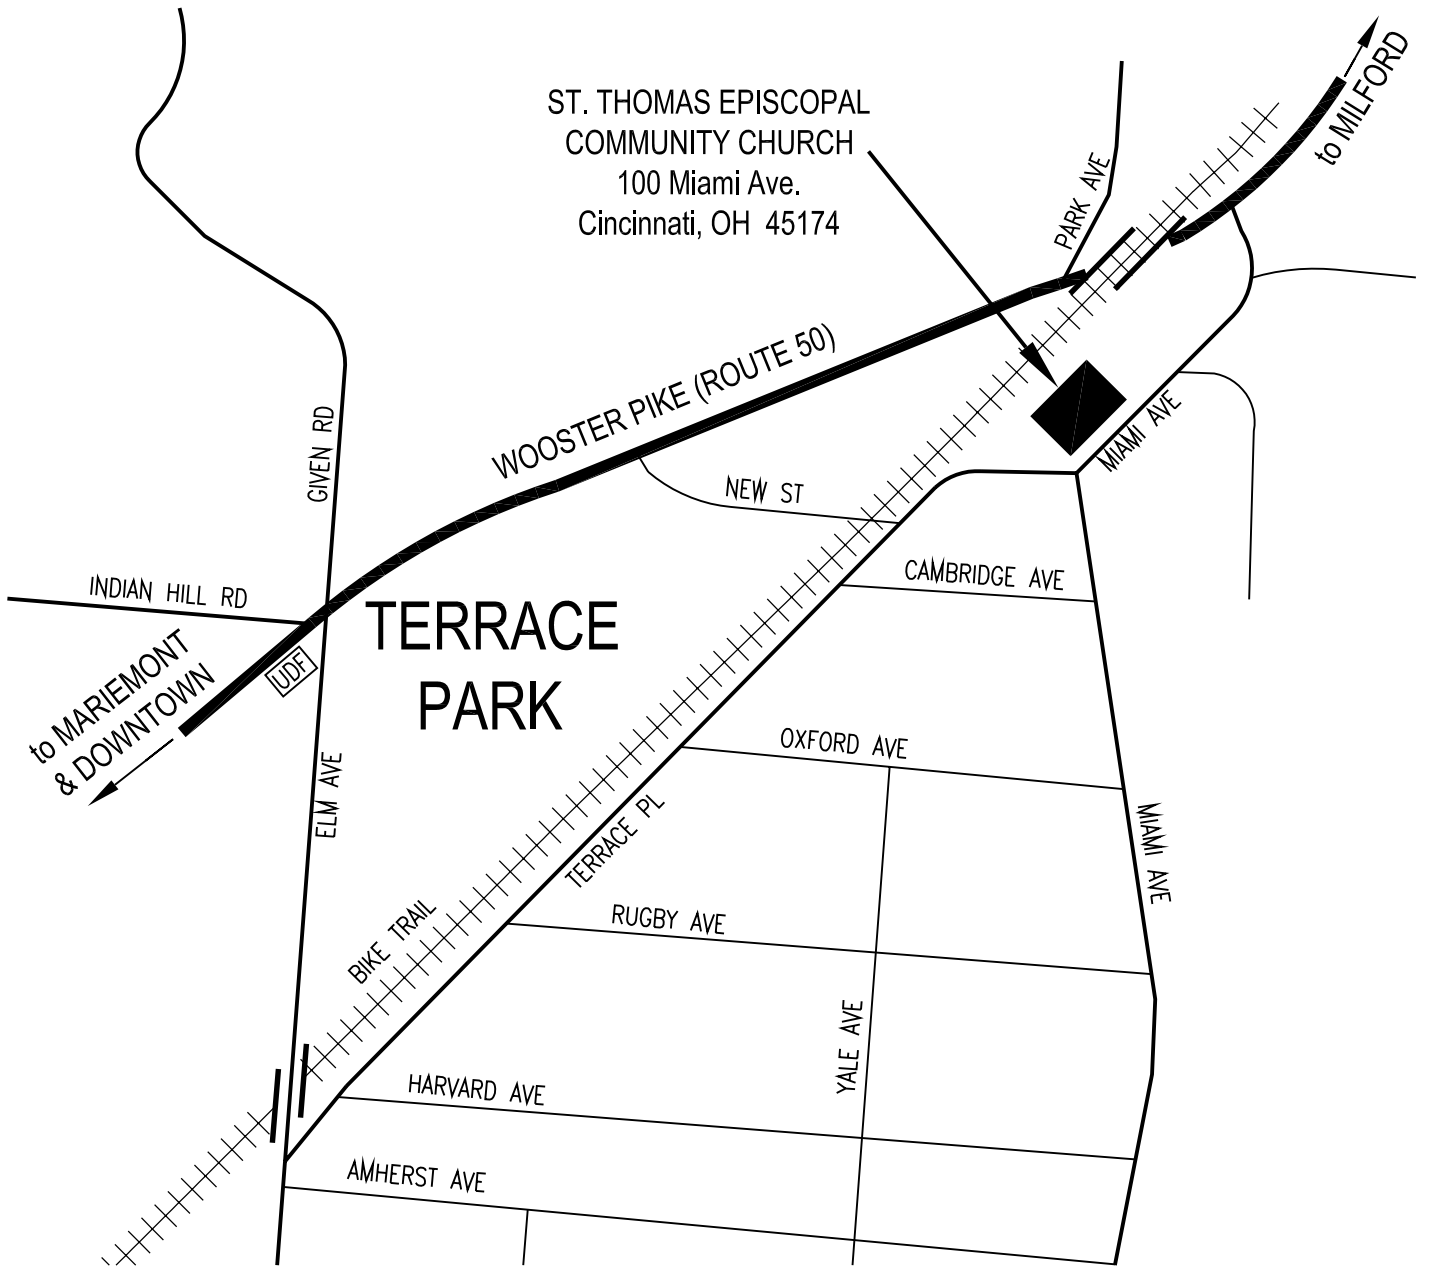 ST. THOMAS EPISCOPAL
COMMUNITY CHURCH
100 Miami Ave.
Cincinnati, OH 45174
to MILFORD
PARK AVE
WOOSTER PIKE (ROUTE 50)
GIVEN RD
MIAMI AVE
NEW ST
CAMBRIDGE AVE
INDIAN HILL RD
TERRACE
PARK
UDF
to MARIEMONT
& DOWNTOWN
OXFORD AVE
ELM AVE
TERRACE PL
MIAMI AVE
RUGBY AVE
BIKE TRAIL
YALE AVE
HARVARD AVE
AMHERST AVE